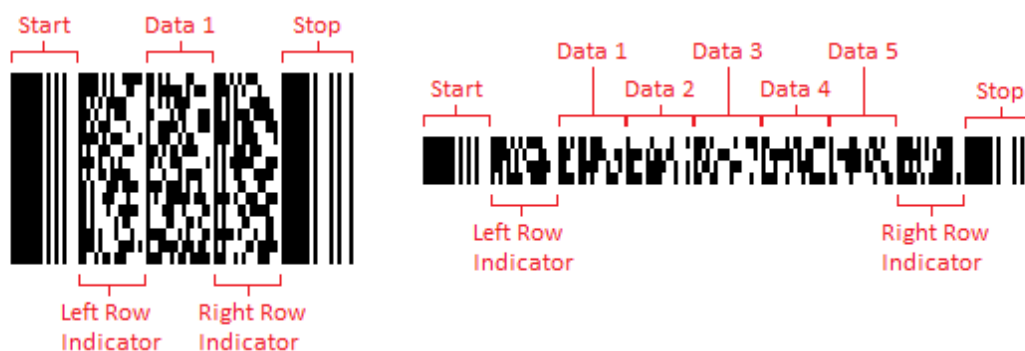 Start Data 1 Stop
Left Row Indicator
Right Row Indicator
Data 1 Data 3 Data 5
Start Data 2 Data 4 Stop
Left Row Indicator
Right Row Indicator